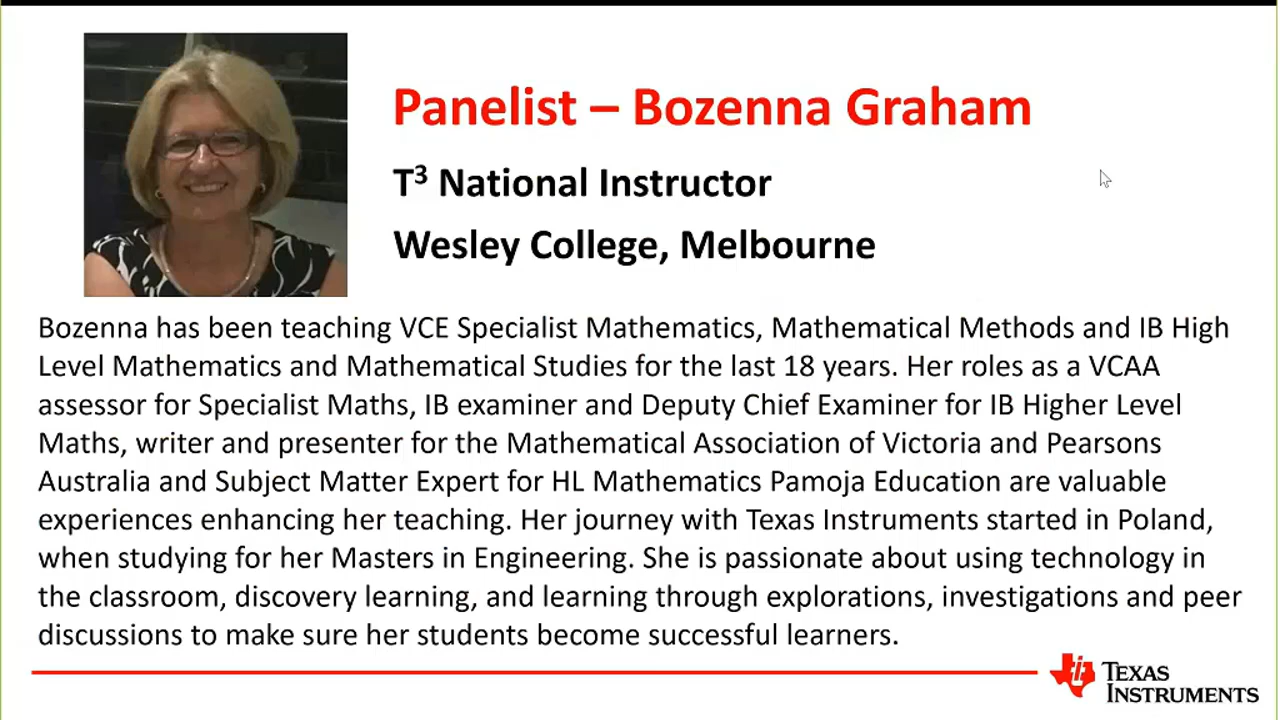 Panelist – Bozenna Graham
T³ National Instructor
Wesley College, Melbourne
Bozenna has been teaching VCE Specialist Mathematics, Mathematical Methods and IB High
Level Mathematics and Mathematical Studies for the last 18 years. Her roles as a VCAA
assessor for Specialist Maths, IB examiner and Deputy Chief Examiner for IB Higher Level
Maths, writer and presenter for the Mathematical Association of Victoria and Pearsons
Australia and Subject Matter Expert for HL Mathematics Pamoja Education are valuable
experiences enhancing her teaching. Her journey with Texas Instruments started in Poland,
when studying for her Masters in Engineering. She is passionate about using technology in
the classroom, discovery learning, and learning through explorations, investigations and peer
discussions to make sure her students become successful learners.
TEXAS
INSTRUMENTS